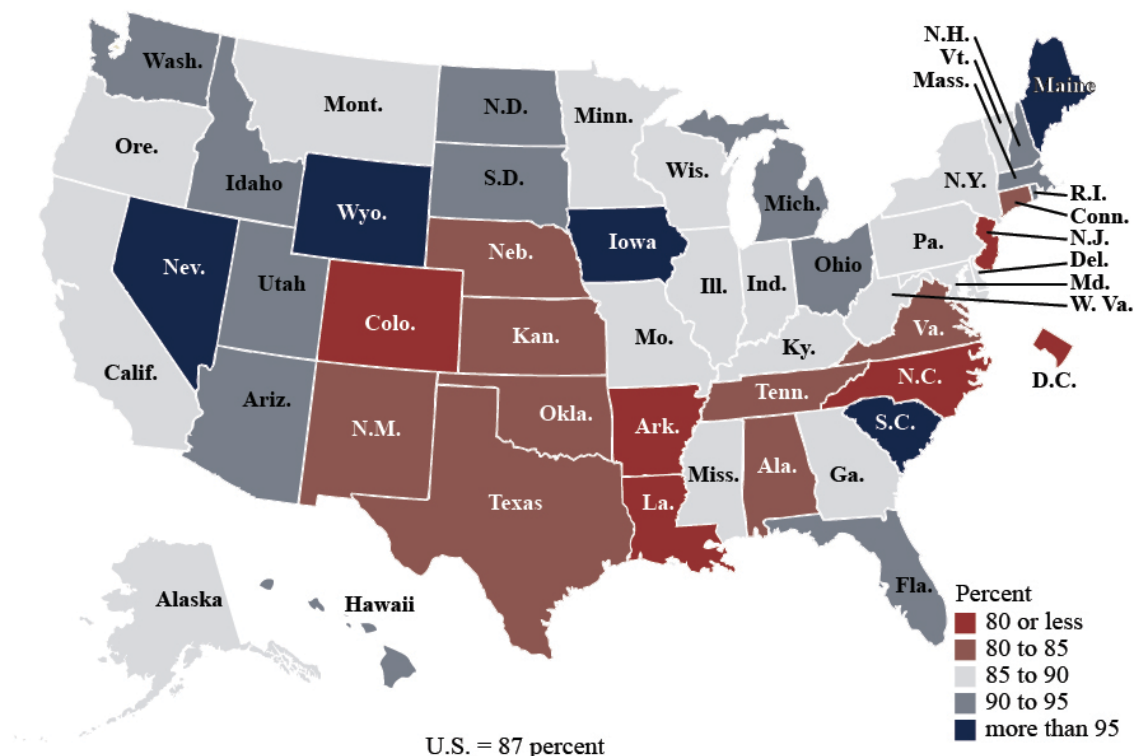 N.H.
Vt.
Mass.
Wash.
Mont.
N.D.
Minn.
Maine
Ore.
Idaho
S.D.
Wis.
Mich.
N.Y.
R.I.
Conn.
N.J.
Del.
Md.
W. Va.
Wyo.
Nev.
Utah
Colo.
Neb.
Iowa
Ill.
Ind.
Ohio
Pa.
Calif.
Kan.
Mo.
Ky.
Va.
D.C.
Ariz.
N.M.
Okla.
Ark.
Tenn.
N.C.
S.C.
Texas
La.
Miss.
Ala.
Ga.
Fla.
Alaska
Hawaii
Percent
80 or less
80 to 85
85 to 90
90 to 95
more than 95
U.S. = 87 percent